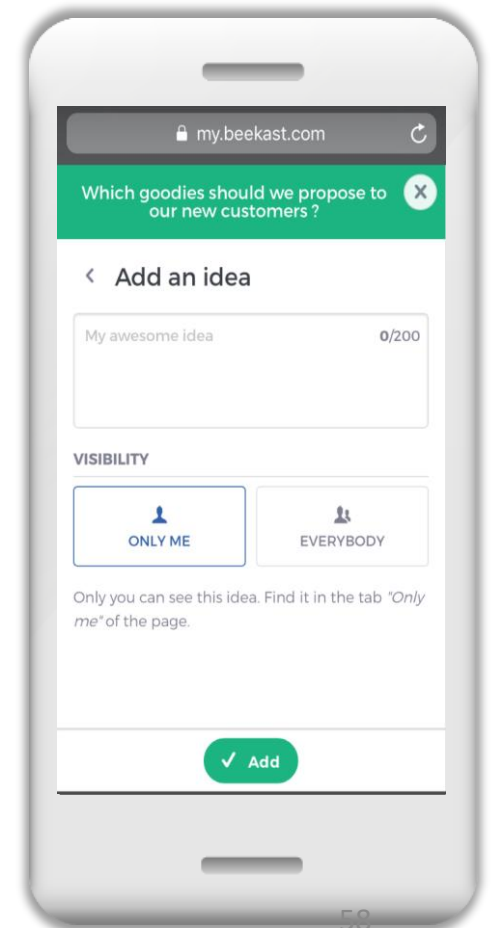 my.beekast.com
Which goodies should we propose to
our new customers ?
X
Add an idea
My awesome idea
0/200
VISIBILITY
ONLY ME
EVERYBODY
Only you can see this idea. Find it in the tab "Only
me" of the page.
Add
58